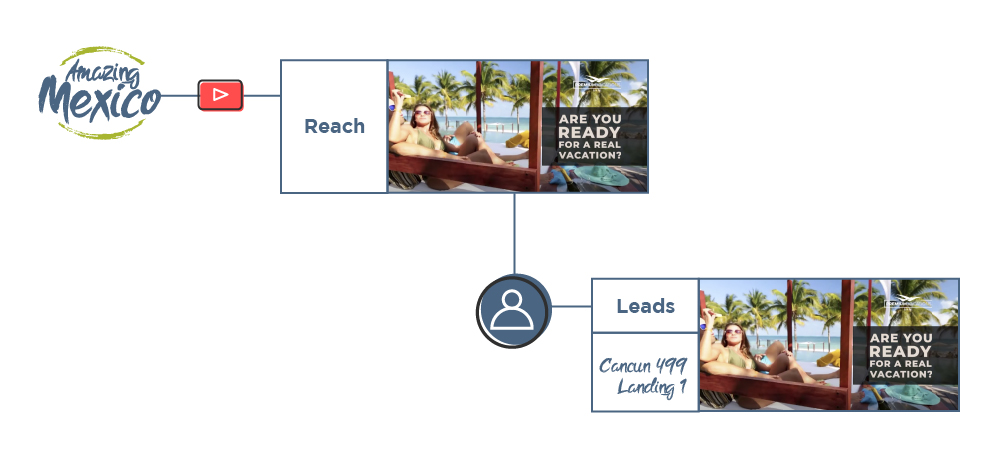 Amazing
Mexico
Reach
ARE YOU
READY
FOR A REAL
VACATION?
Leads
Cancun 499
Landing 1
ARE YOU
READY
FOR A REAL
VACATION?